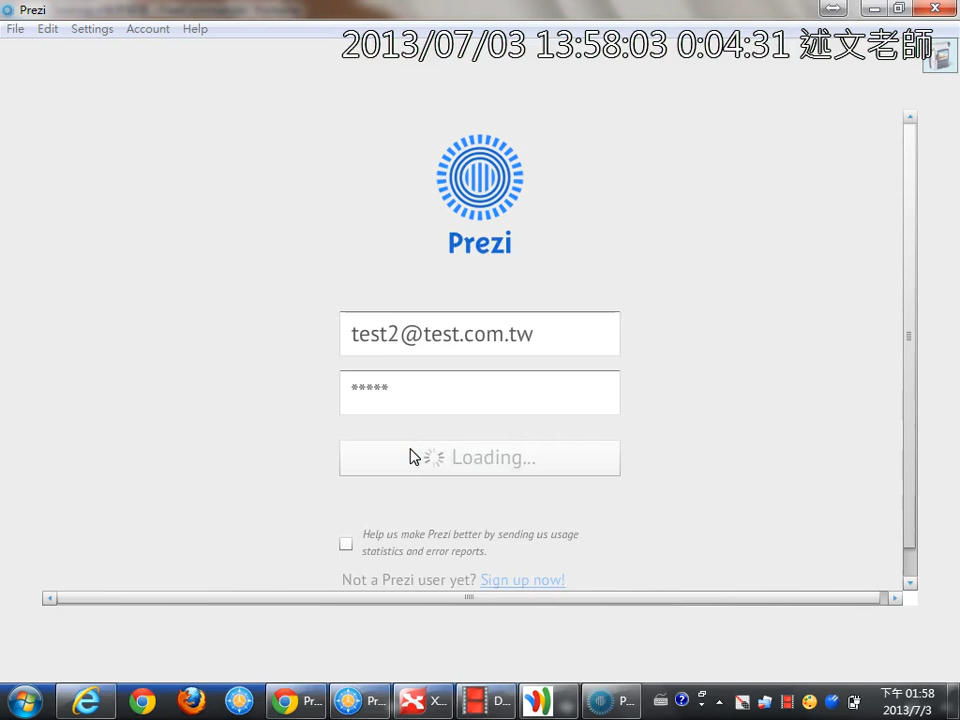 Prezi
File Edit Settings Account Help
2013/07/03 13:58:03 0:04:31 述文老師
Prezi
test2@test.com.tw
*****
Loading...
Help us make Prezi better by sending us usage
statistics and error reports.
Not a Prezi user yet? Sign up now!
Pr... Pr... X... D... P...
下午 01:58
2013/7/3